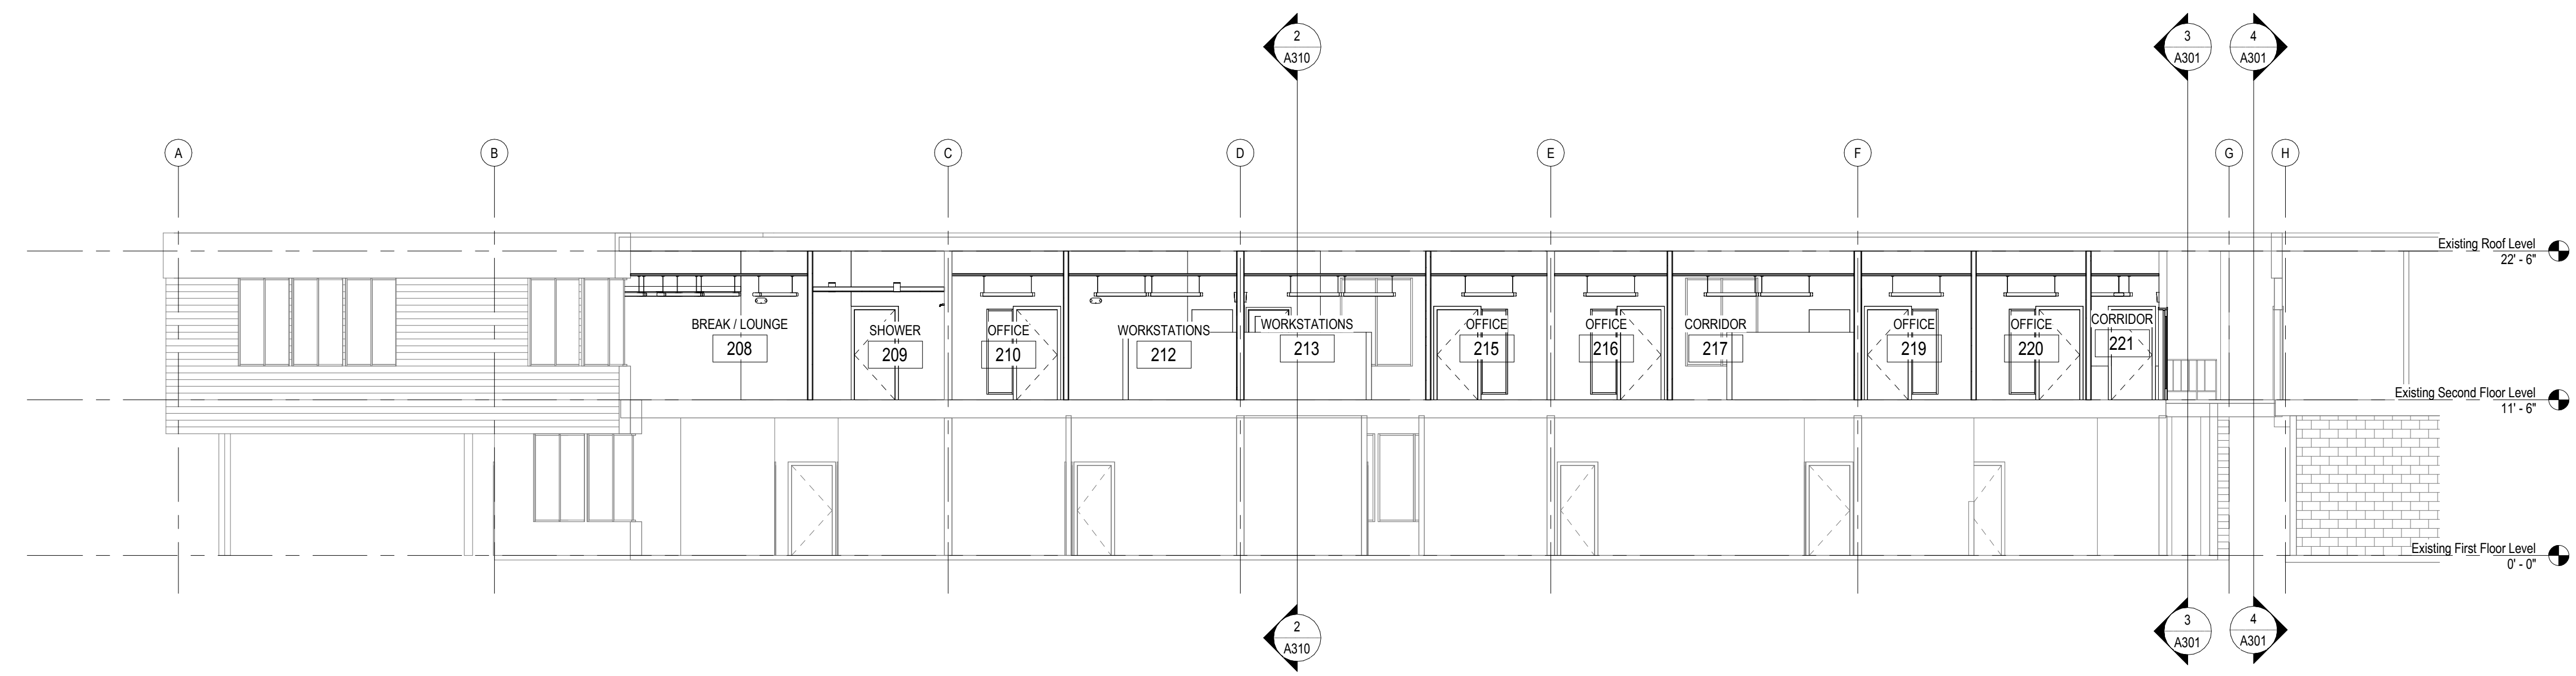 2
A310
3
A301
4
A301
A
B
C
D
E
F
G
H
Existing Roof Level
22' - 6"
BREAK / LOUNGE
208
SHOWER
209
OFFICE
210
WORKSTATIONS
212
WORKSTATIONS
213
OFFICE
215
OFFICE
216
CORRIDOR
217
OFFICE
219
OFFICE
220
CORRIDOR
221
Existing Second Floor Level
11' - 6"
Existing First Floor Level
0' - 0"
2
A310
3
A301
4
A301